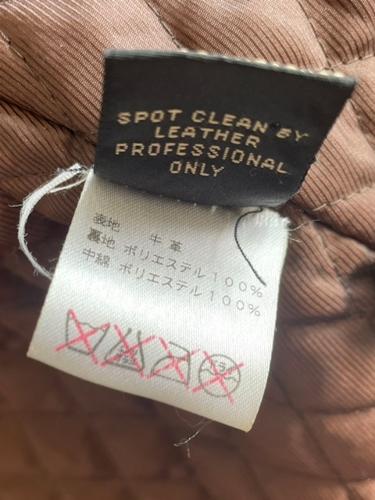 SPOT CLEAN BY
LEATHER
PROFESSIONAL
ONLY
表地 牛革
裏地 ポリエステル100%
中綿 ポリエステル100%